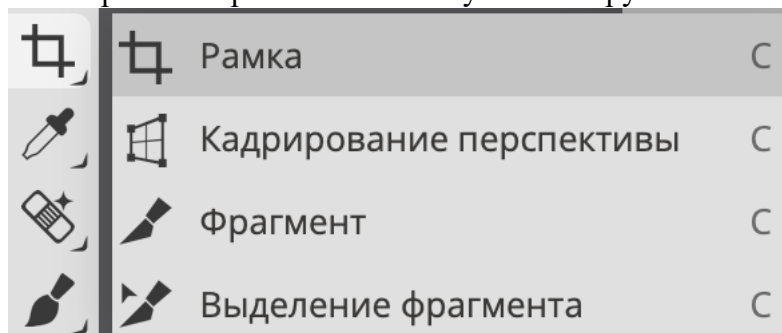 Рамка C
Кадрирование перспективы C
Фрагмент C
Выделение фрагмента C